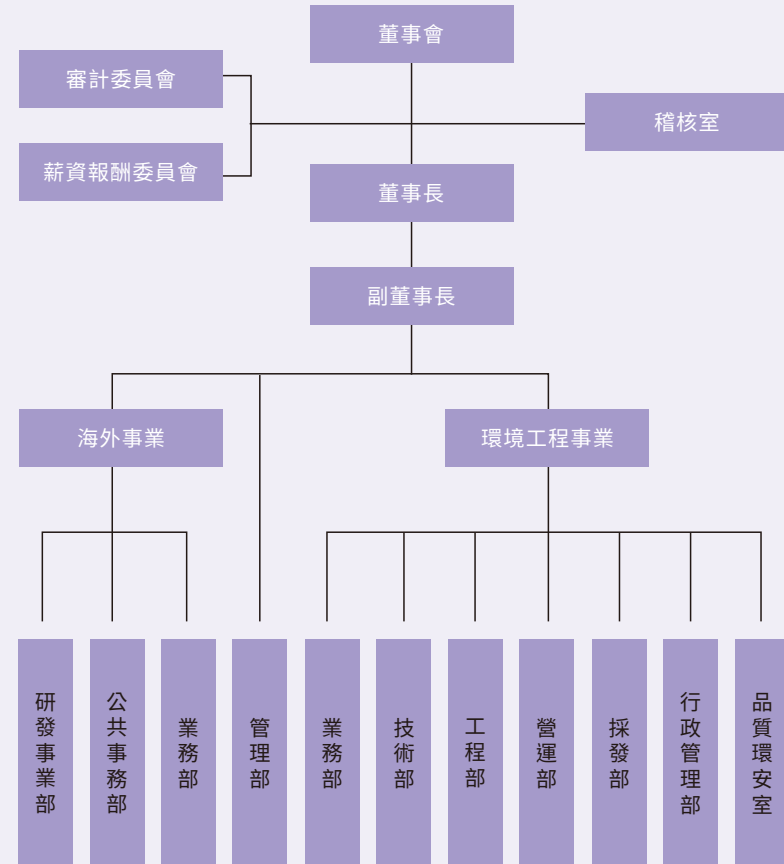 董事會
審計委員會
稽核室
薪資報酬委員會
董事長
副董事長
海外事業
環境工程事業
研發事業部
公共事務部
業務部
管理部
業務部
技術部
工程部
營運部
採發部
行政管理部
品質環安室